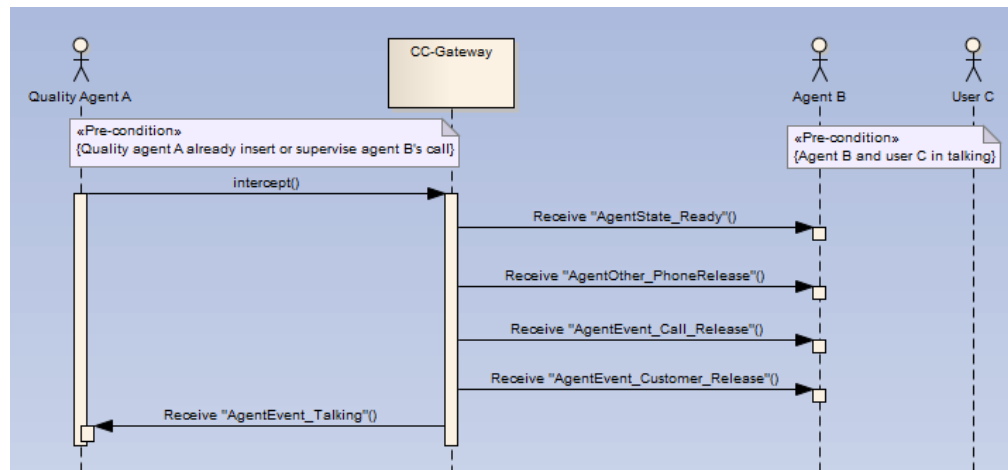 CC-Gateway
Quality Agent A
Agent B
User C
«Pre-condition»
{Quality agent A already insert or supervise agent B's call}
«Pre-condition»
{Agent B and user C in talking}
intercept()
Receive "AgentState_Ready"()
Receive "AgentOther_PhoneRelease"()
Receive "AgentEvent_Call_Release"()
Receive "AgentEvent_Customer_Release"()
Receive "AgentEvent_Talking"()